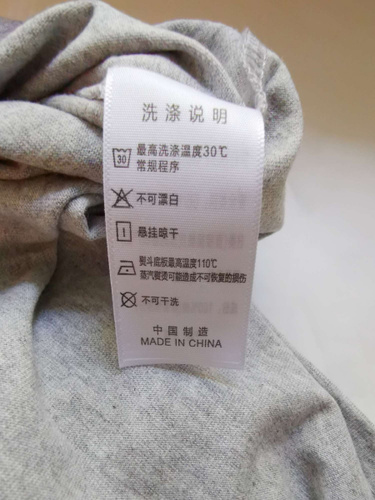 洗涤说明
30
最高洗涤温度30℃
常规程序
不可漂白
悬挂晾干
熨斗底板最高温度110℃
蒸汽熨烫可能造成不可恢复的损伤
不可干洗
中国制造
MADE IN CHINA